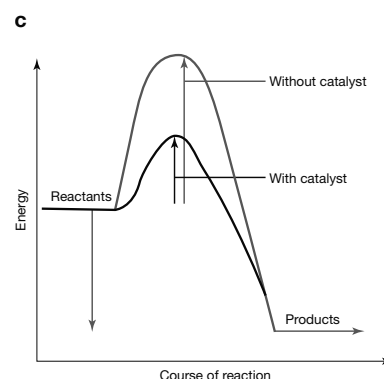 c
Without catalyst
With catalyst
Reactants
Energy
Products
Course of reaction